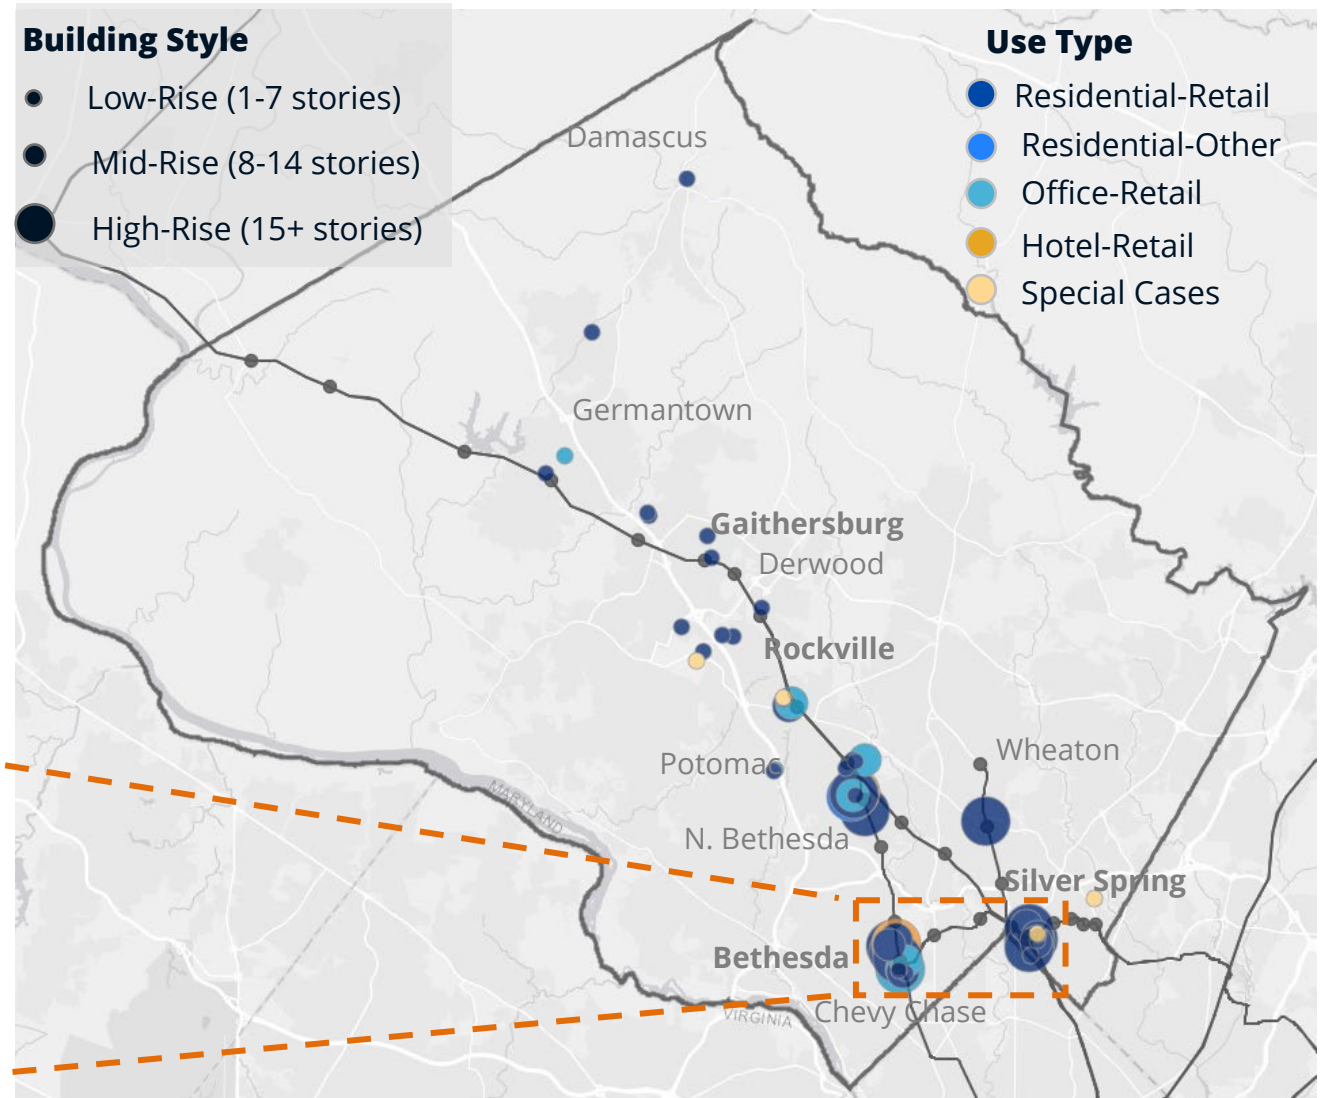 Building Style
Low-Rise (1-7 stories)
Mid-Rise (8-14 stories)
High-Rise (15+ stories)
Use Type
Residential-Retail
Residential-Other
Office-Retail
Hotel-Retail
Special Cases
Damascus
Germantown
Gaithersburg
Derwood
Rockville
Potomac
Wheaton
MARYLAND
N. Bethesda
Silver Spring
Bethesda
Chevy Chase
VIRGINIA